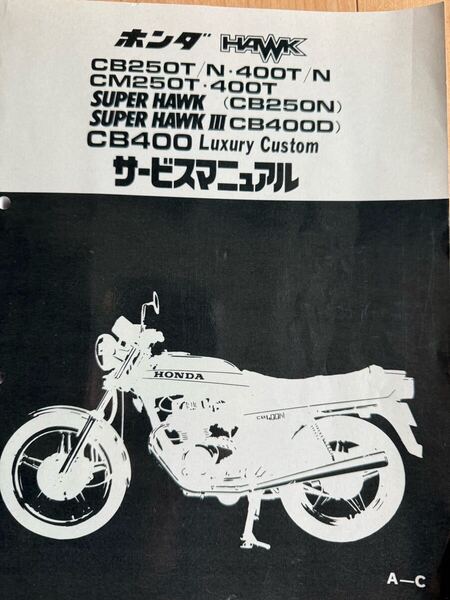 ホンダ HAWK
CB250T/N・400T/N
CM250T・400T
SUPER HAWK (CB250N)
SUPER HAWK III CB400D)
CB400 Luxury Custom
サービスマニュアル
HONDA
CB400N
A—C